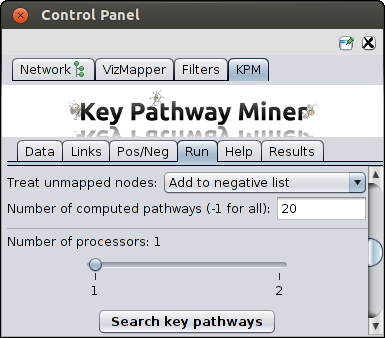 Control Panel
Network VizMapper Filters KPM
Key Pathway Miner
Data Links Pos/Neg Run Help Results
Treat unmapped nodes: Add to negative list
Number of computed pathways (-1 for all): 20
Number of processors: 1
1 2
Search key pathways